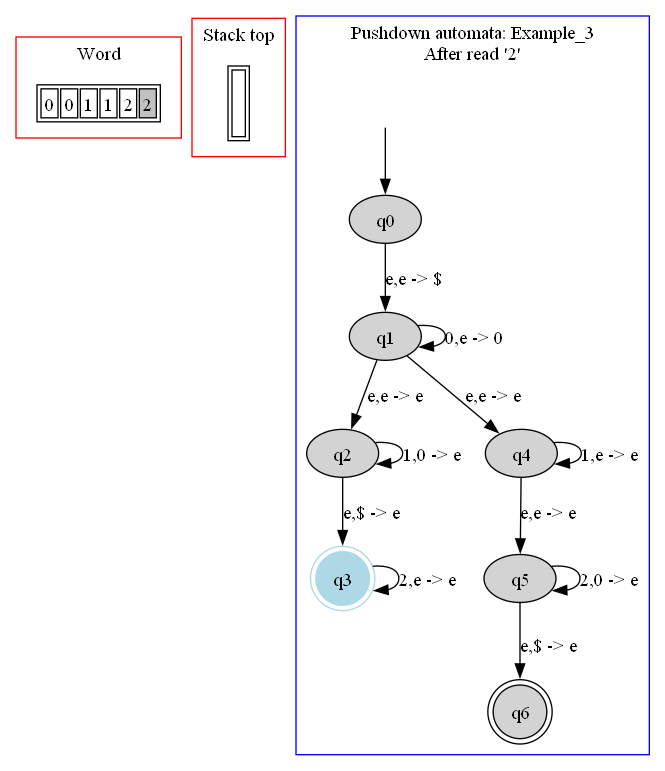 Word
0 0 1 1 2 2
Stack top
Pushdown automata: Example_3
After read '2'
q0
e,e -> $
q1
0,e -> 0
e,e -> e
e,e -> e
q2
1,0 -> e
q4
1,e -> e
e,$ -> e
e,e -> e
q3
2,e -> e
q5
2,0 -> e
e,$ -> e
q6